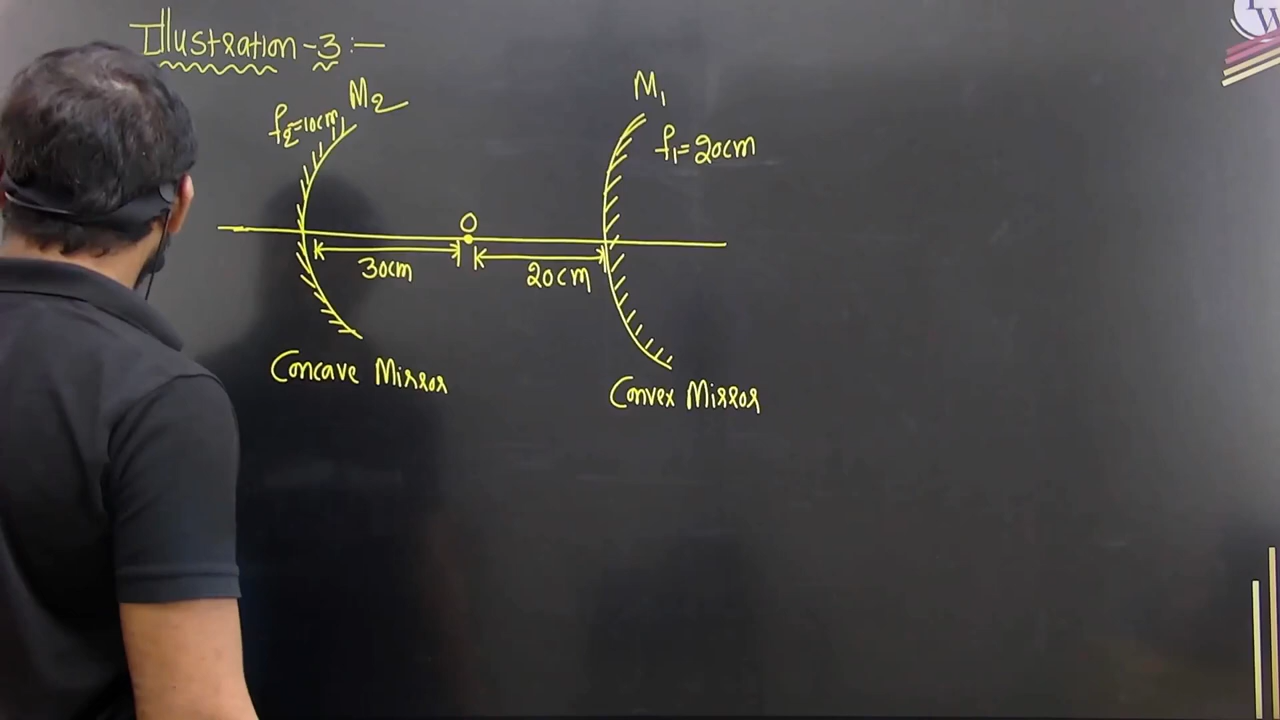 Illustration-3:-
M2
M1
f2=10cm
f1=20cm
O
30cm
20cm
Concave Mirror
Convex Mirror
W